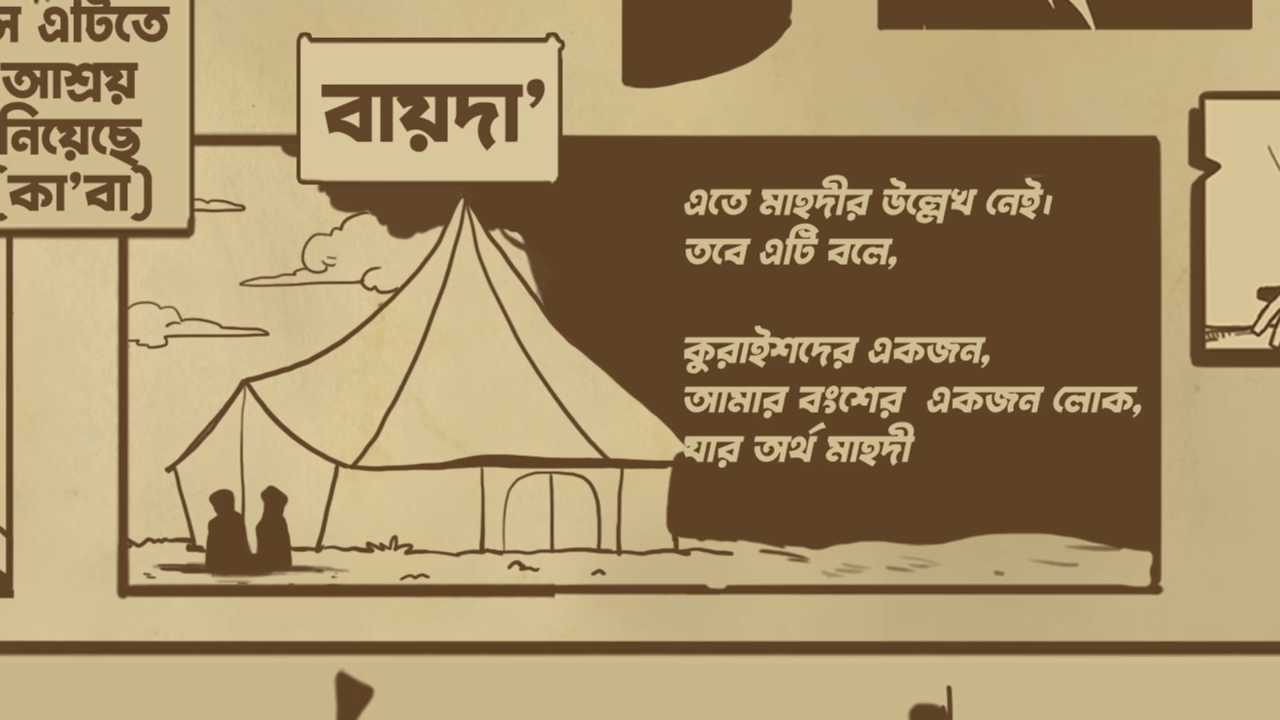 এটিতে
আশ্রয়
নিয়েছে
(কা’বা)
বায়দা’
এতে মাহদীর উল্লেখ নেই।
তবে এটি বলে,
কুরাইশদের একজন,
আমার বংশের একজন লোক,
যার অর্থ মাহদী